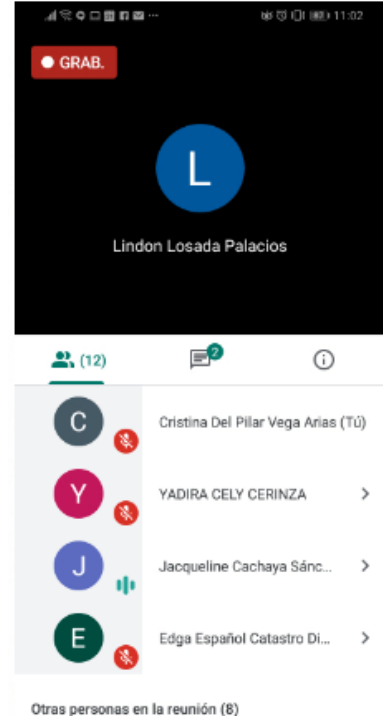 11:02
GRAB.
L
Lindon Losada Palacios
(12)
2
C
Cristina Del Pilar Vega Arias (Tú)
Y
YADIRA CELY CERINZA
J
Jacqueline Cachaya Sánc...
E
Edga Español Catastro Di...
Otras personas en la reunión (8)